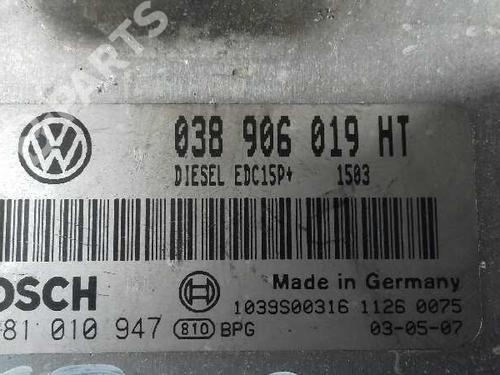 PARTS
038 906 019 HT
DIESEL EDC15P+ 1503
OSCH
Made in Germany
1039S00316 1126 0075
81 010 947 810 BPG 03-05-07